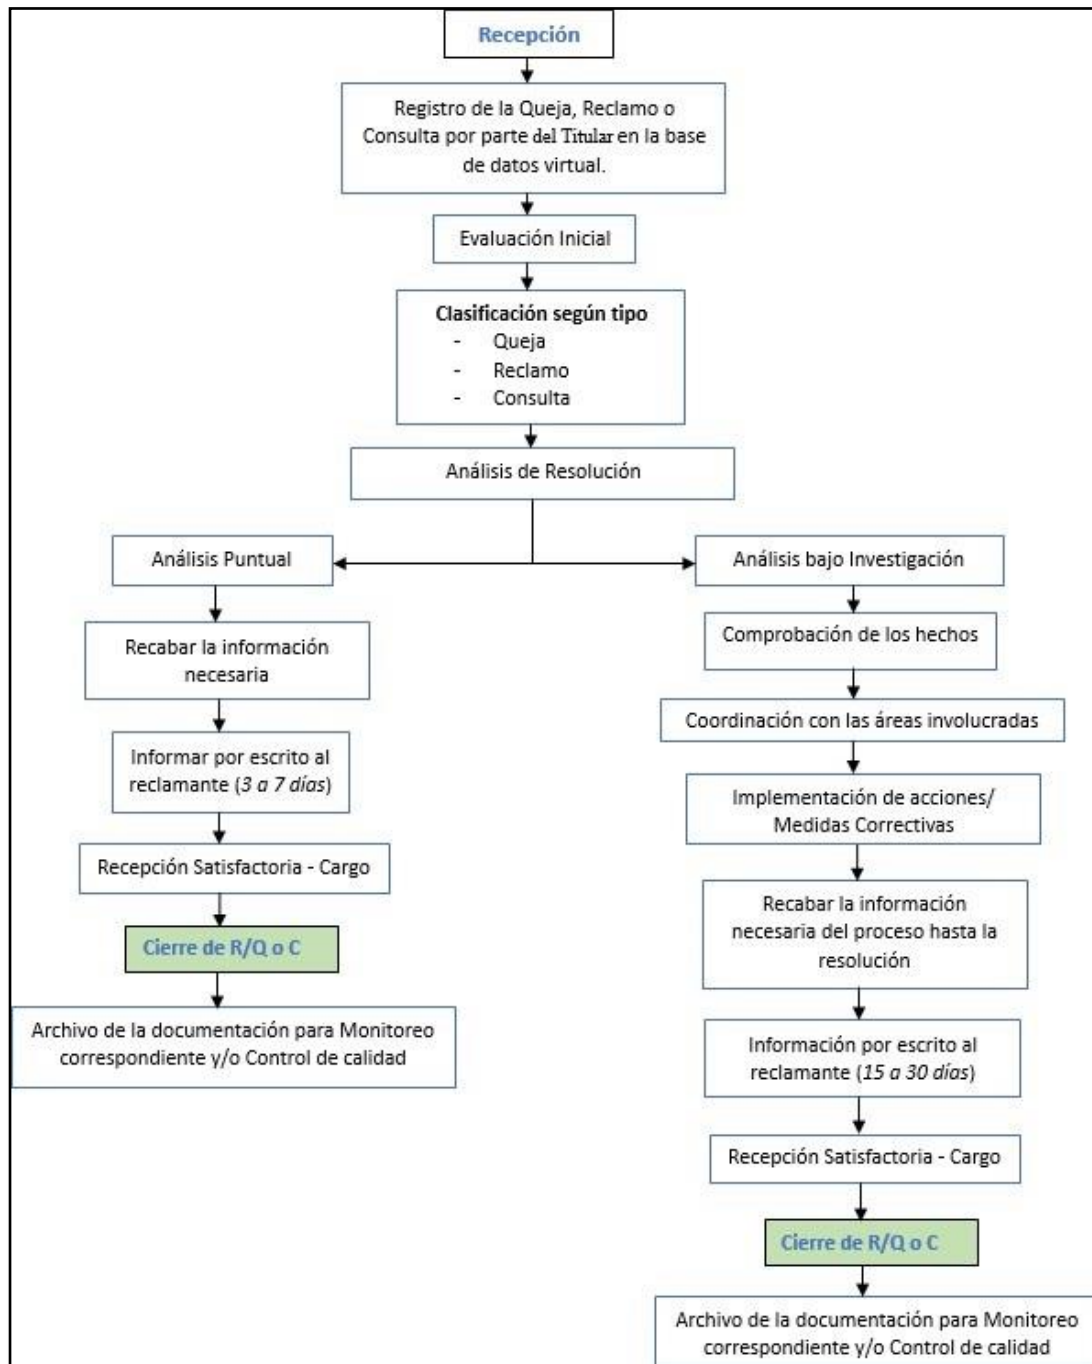 Recepción
Registro de la Queja, Reclamo o
Consulta por parte del Titular en la base
de datos virtual.
Evaluación Inicial
Clasificación según tipo
- Queja
- Reclamo
- Consulta
Análisis de Resolución
Análisis Puntual
Recabar la información
necesaria
Informar por escrito al
reclamante (3 a 7 días)
Recepción Satisfactoria - Cargo
Cierre de R/Q o C
Archivo de la documentación para Monitoreo
correspondiente y/o Control de calidad
Análisis bajo Investigación
Comprobación de los hechos
Coordinación con las áreas involucradas
Implementación de acciones/
Medidas Correctivas
Recabar la información
necesaria del proceso hasta la
resolución
Información por escrito al
reclamante (15 a 30 días)
Recepción Satisfactoria - Cargo
Cierre de R/Q o C
Archivo de la documentación para Monitoreo
correspondiente y/o Control de calidad